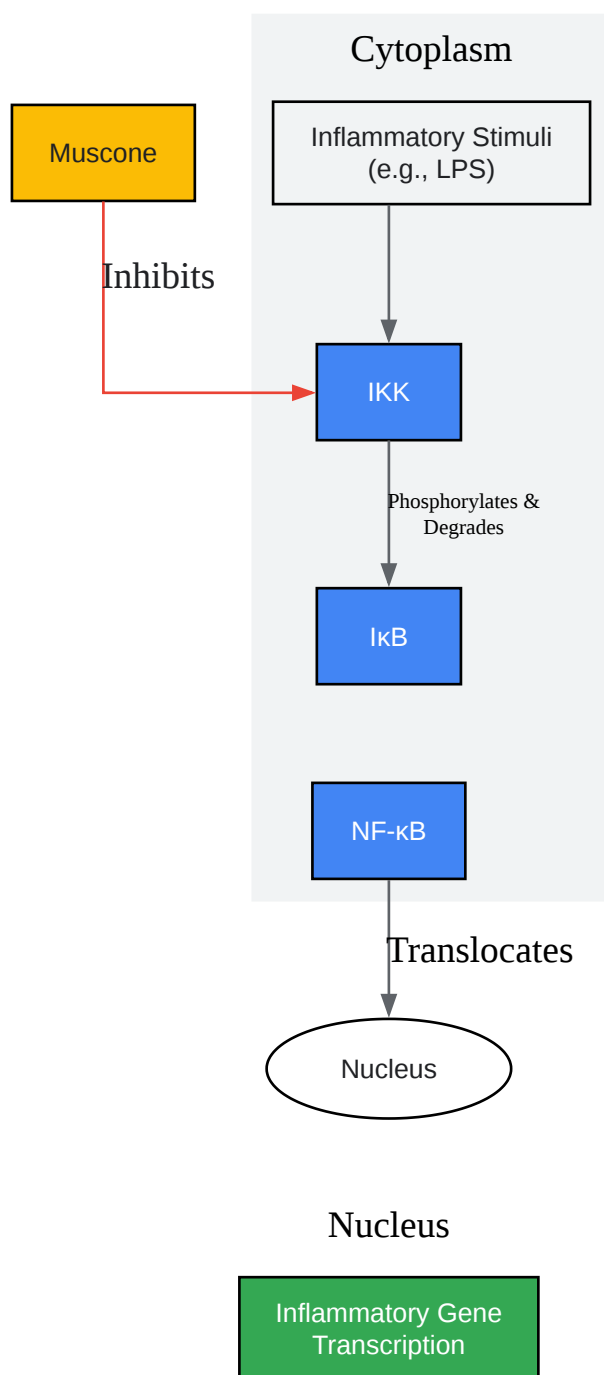 Cytoplasm
Muscone
Inflammatory Stimuli
(e.g., LPS)
Inhibits
IKK
Phosphorylates &
Degrades
IκB
NF-κB
Translocates
Nucleus
Nucleus
Inflammatory Gene
Transcription